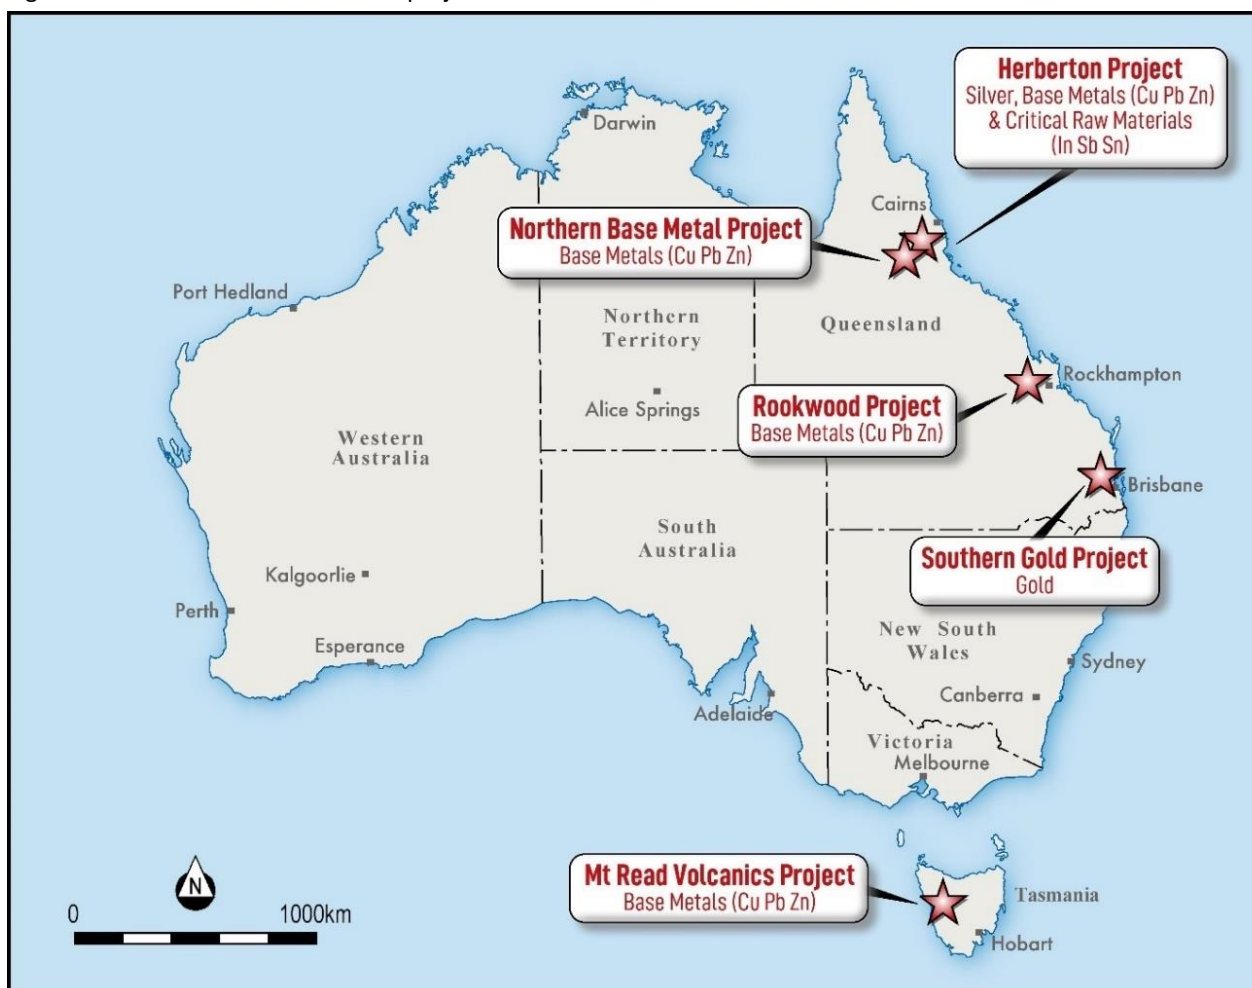 Herberton Project
Silver, Base Metals (Cu Pb Zn)
& Critical Raw Materials
(In Sb Sn)
Darwin
Cairns
Northern Base Metal Project
Base Metals (Cu Pb Zn)
Port Hedland
Northern
Territory
Queensland
Rockhampton
Alice Springs
Rookwood Project
Base Metals (Cu Pb Zn)
Western
Australia
Brisbane
South
Australia
Southern Gold Project
Gold
Kalgoorlie
Perth
New South
Wales
Esperance
Sydney
Canberra
Adelaide
Victoria
Melbourne
Mt Read Volcanics Project
Base Metals (Cu Pb Zn)
Tasmania
N
0
1000km
Hobart